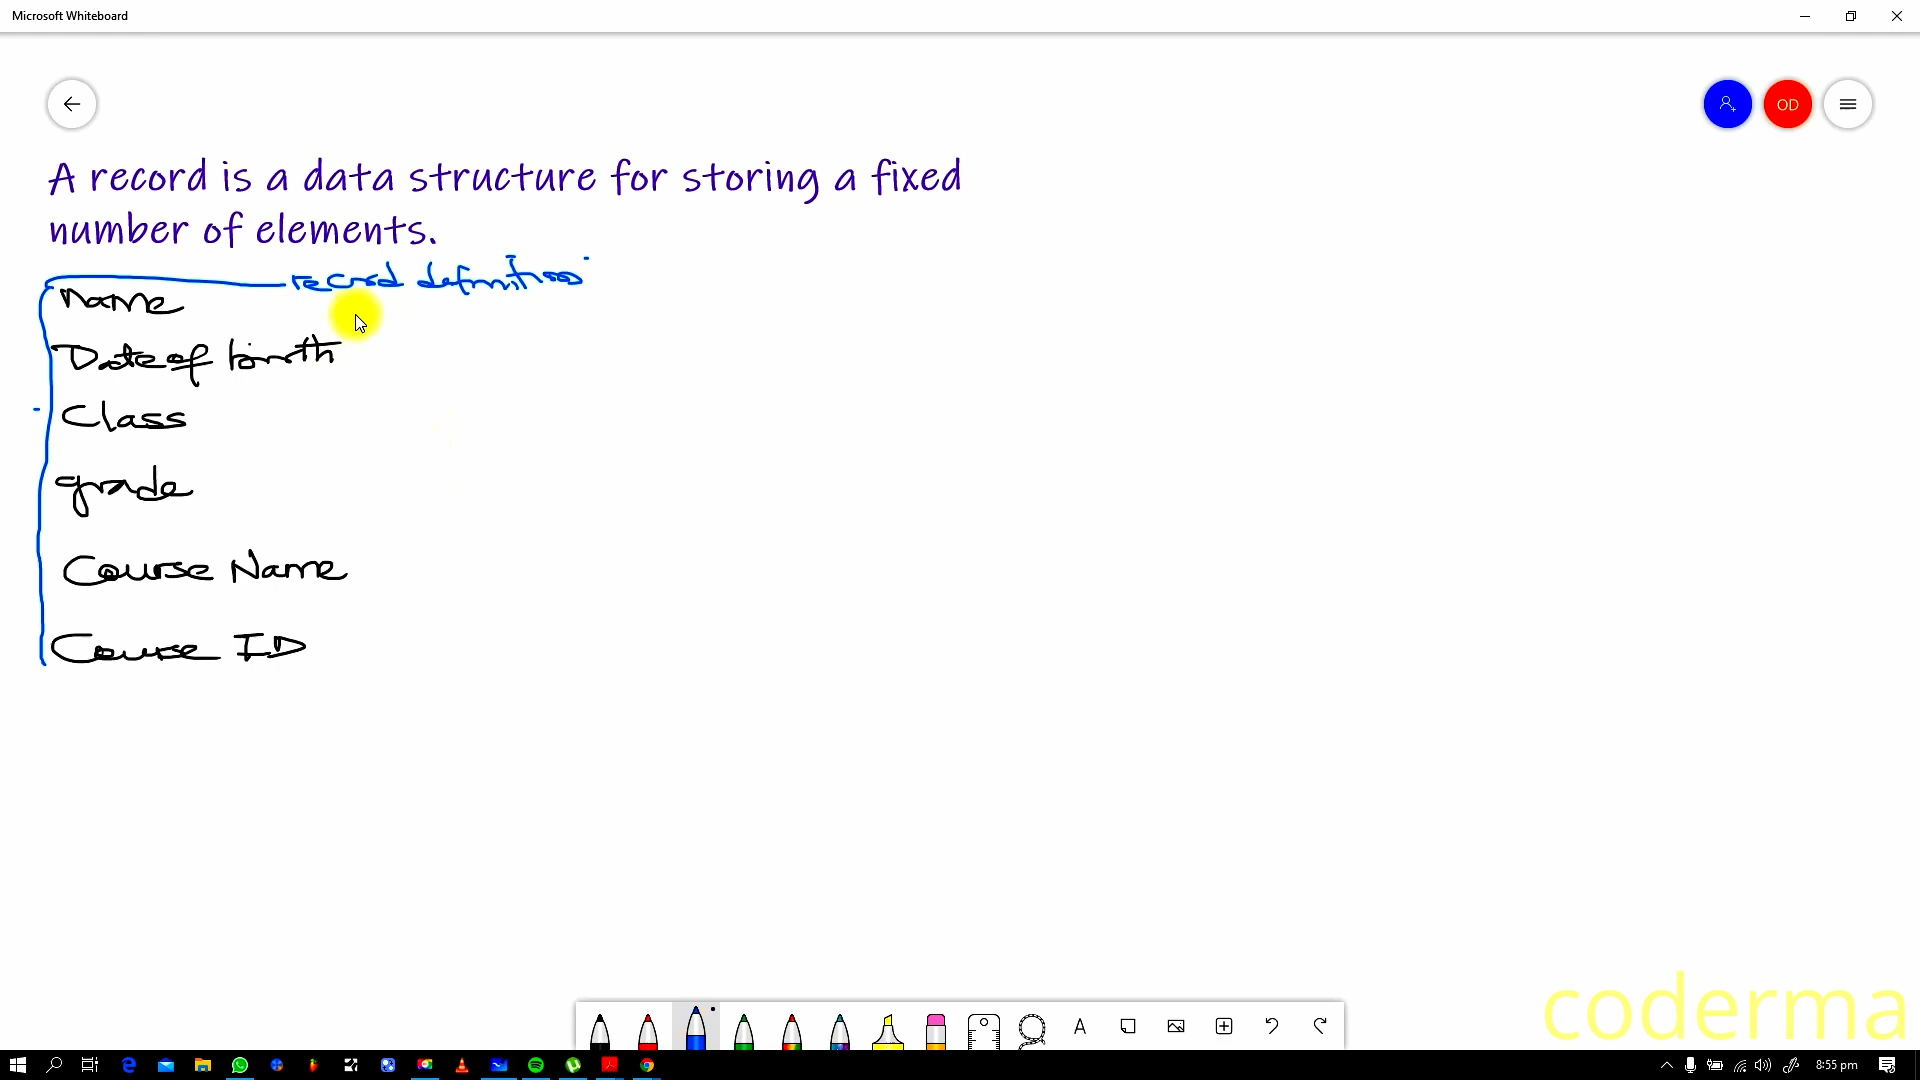 Microsoft Whiteboard
OD
A record is a data structure for storing a fixed
number of elements.
record definition
Name
Date of birth
Class
grade
Course Name
Course ID
coderma
A
8:55 pm